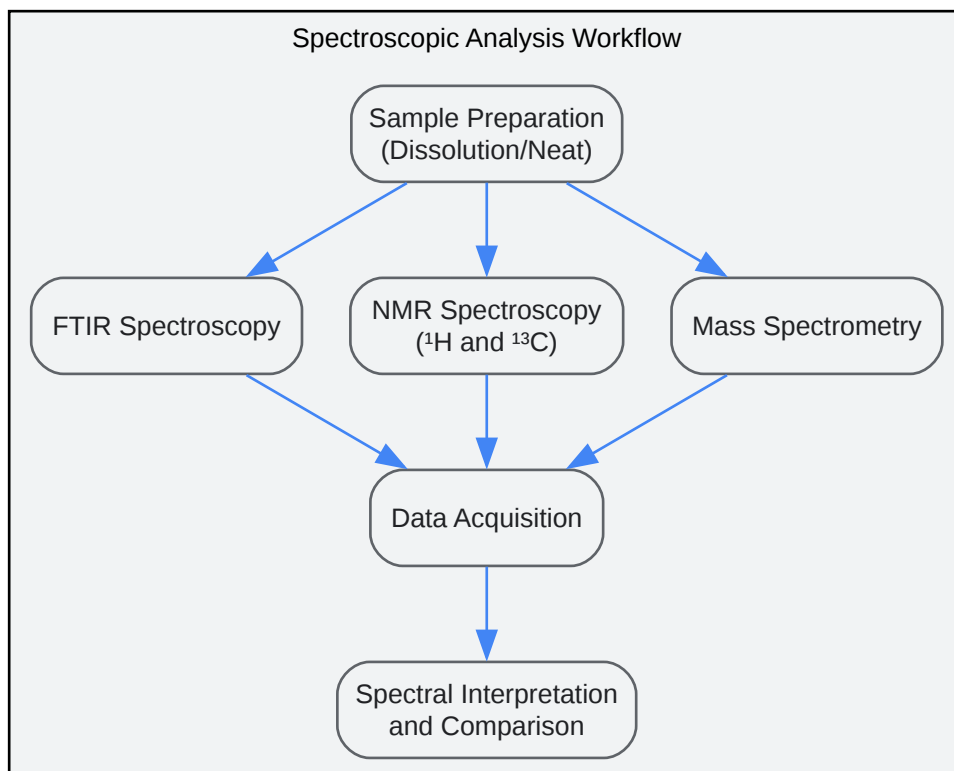 Spectroscopic Analysis Workflow
Sample Preparation
(Dissolution/Neat)
FTIR Spectroscopy
NMR Spectroscopy
(¹H and ¹³C)
Mass Spectrometry
Data Acquisition
Spectral Interpretation
and Comparison